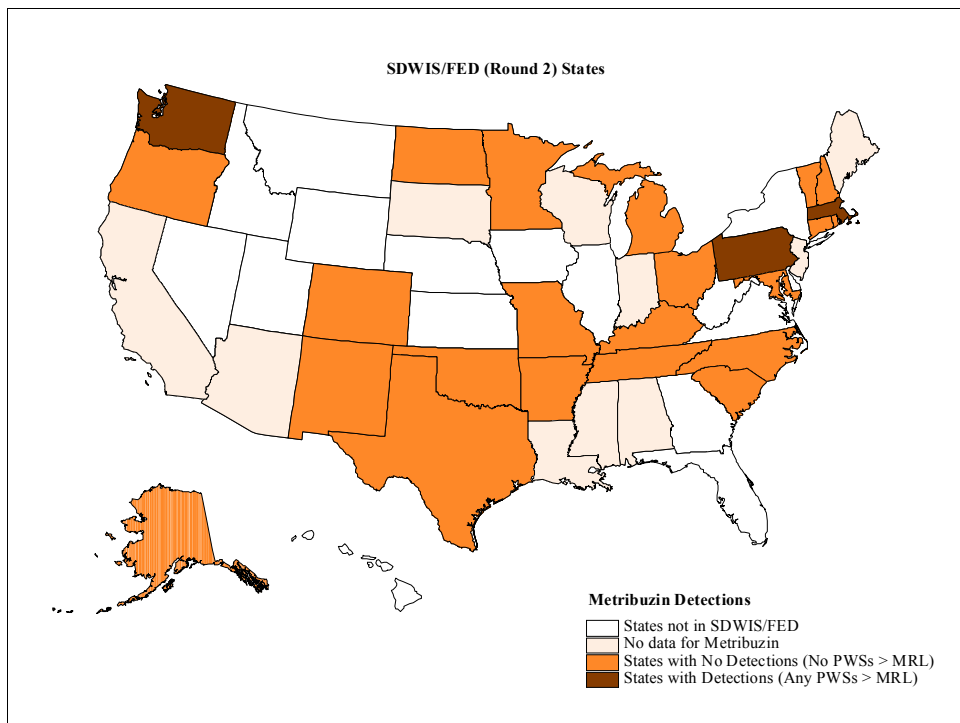 SDWIS/FED (Round 2) States
Metribuzin Detections
States not in SDWIS/FED
No data for Metribuzin
States with No Detections (No PWSs > MRL)
States with Detections (Any PWSs > MRL)